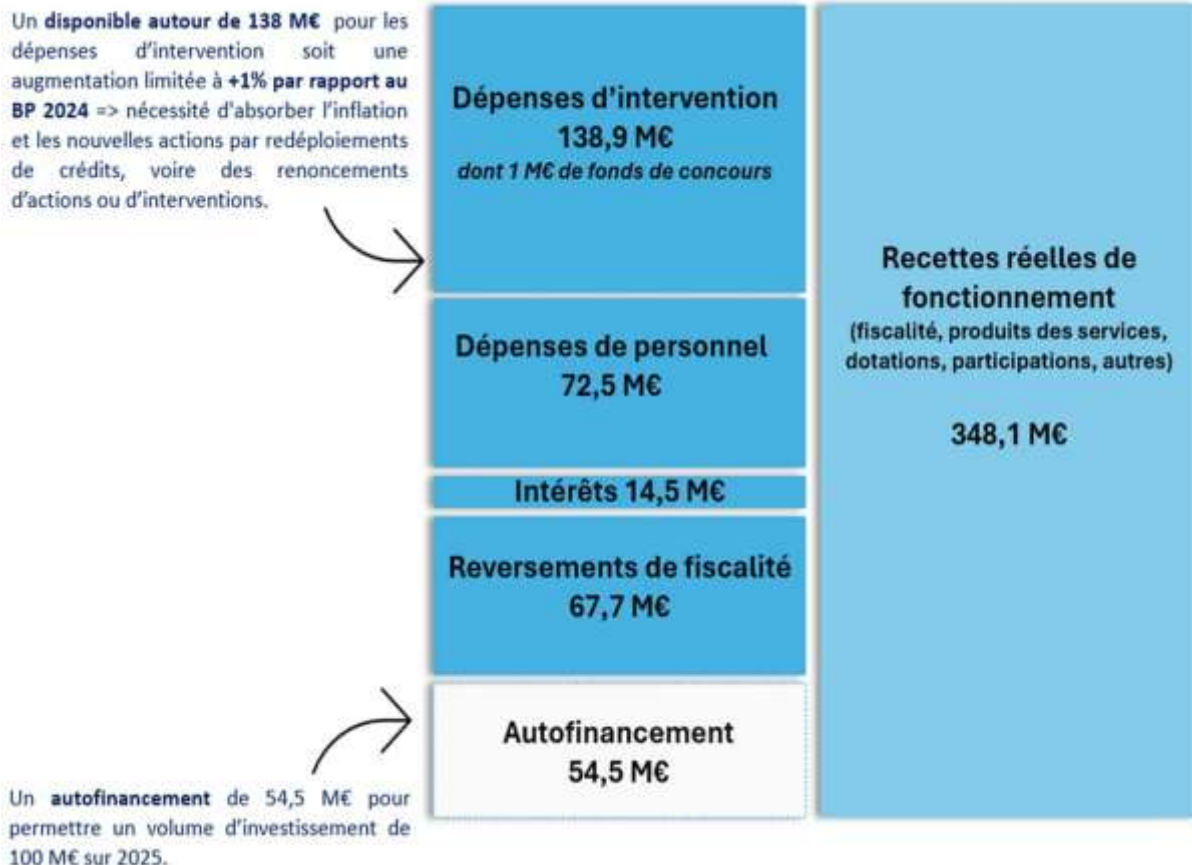 Un disponible autour de 138 M€ pour les
dépenses d'intervention soit une
augmentation limitée à +1% par rapport au
BP 2024 => nécessité d'absorber l'inflation
et les nouvelles actions par redéploiements
de crédits, voire des renoncements
d'actions ou d'interventions.
Dépenses d'intervention
138,9 M€
dont 1 M€ de fonds de concours
Dépenses de personnel
72,5 M€
Intérêts 14,5 M€
Reversements de fiscalité
67,7 M€
Autofinancement
54,5 M€
Un autofinancement de 54,5 M€ pour
permettre un volume d'investissement de
100 M€ sur 2025.
Recettes réelles de
fonctionnement
(fiscalité, produits des services,
dotations, participations, autres)
348,1 M€